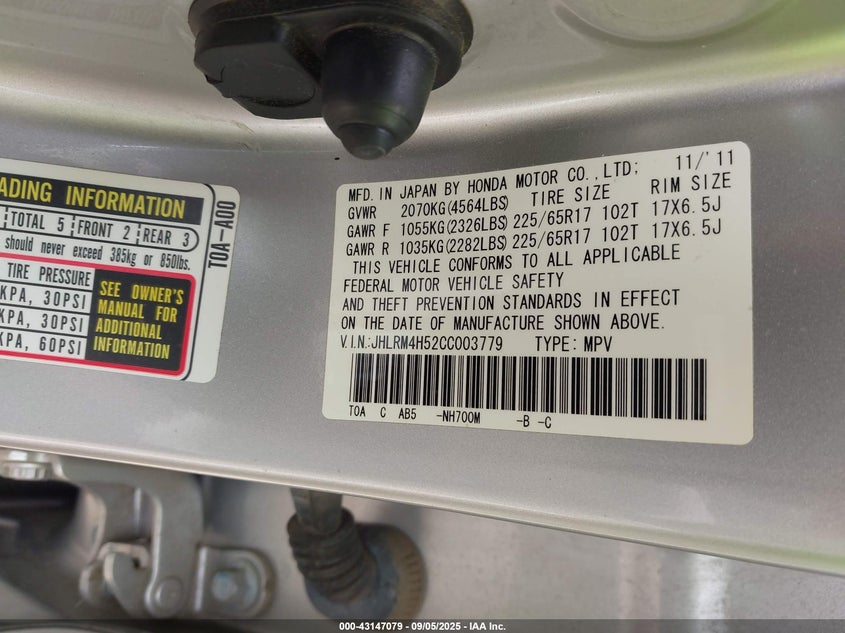 ADING INFORMATION
TOTAL 5 FRONT 2 REAR 3
should never exceed 385kg or 850lbs.
TIRE PRESSURE
KPA, 30PSI
KPA, 30PSI
KPA, 60PSI
SEE OWNER'S
MANUAL FOR
ADDITIONAL
INFORMATION
T0A-A00
MFD. IN JAPAN BY HONDA MOTOR CO.,LTD; 11/'11
GVWR 2070KG(4564LBS) TIRE SIZE RIM SIZE
GAWR F 1055KG(2326LBS) 225/65R17 102T 17X6.5J
GAWR R 1035KG(2282LBS) 225/65R17 102T 17X6.5J
THIS VEHICLE CONFORMS TO ALL APPLICABLE
FEDERAL MOTOR VEHICLE SAFETY
AND THEFT PREVENTION STANDARDS IN EFFECT
ON THE DATE OF MANUFACTURE SHOWN ABOVE.
V.I.N.:JHLRM4H52CC003779 TYPE: MPV
T0A C AB5 -NH700M -B -C
000-43147079 - 09/05/2025 - IAA Inc.